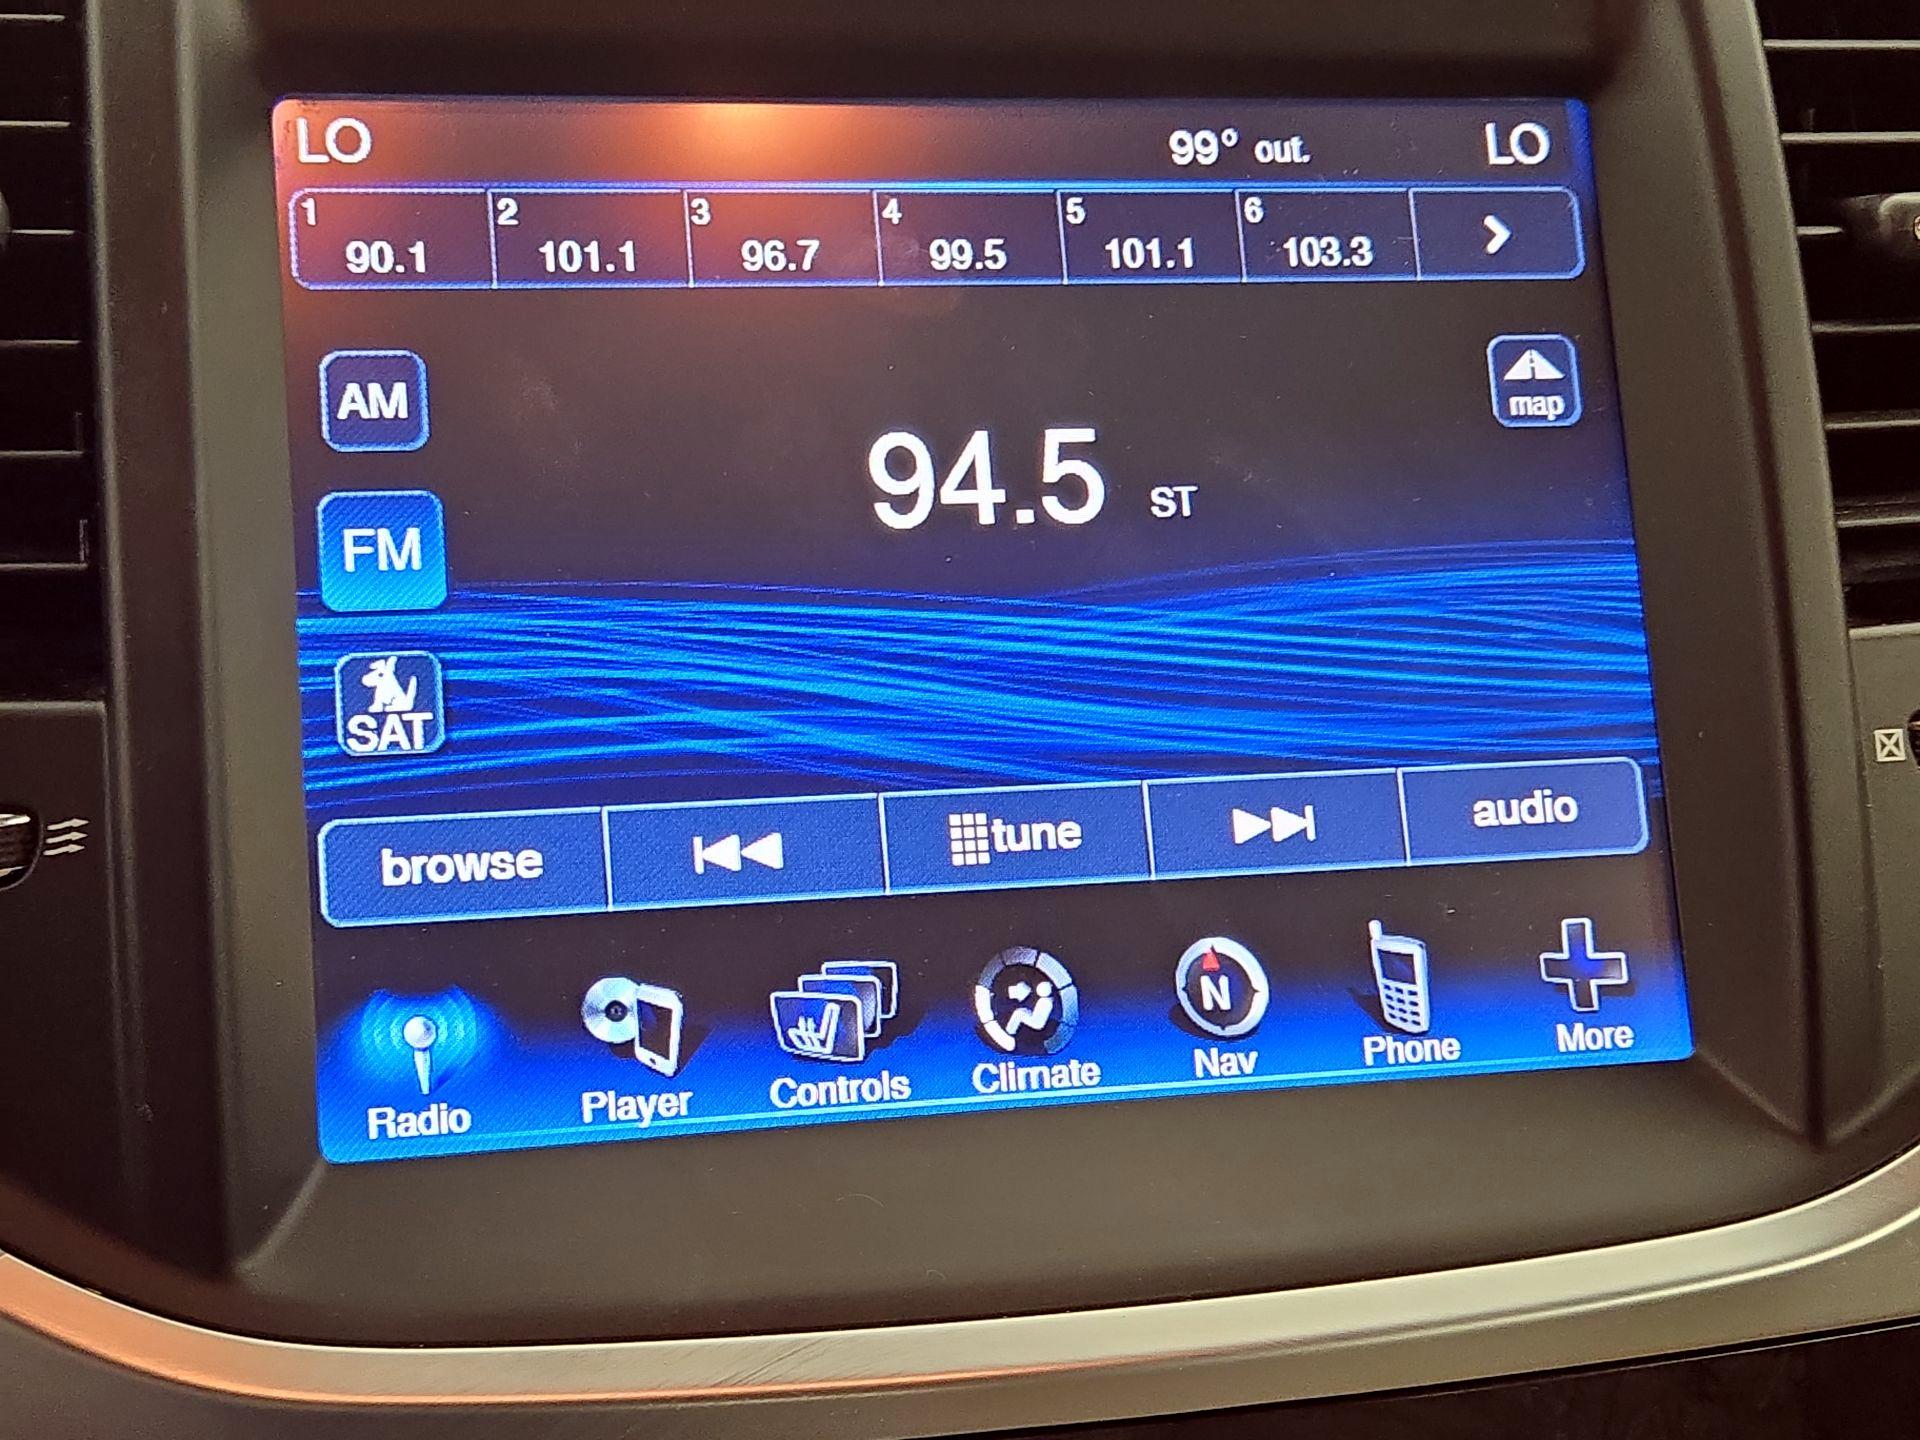 LO 99° out. LO
1 2 3 4 5 6
90.1 101.1 96.7 99.5 101.1 103.3
AM
map
94.5 ST
FM
SAT
browse tune audio
N
Radio Player Controls Climate Nav Phone More